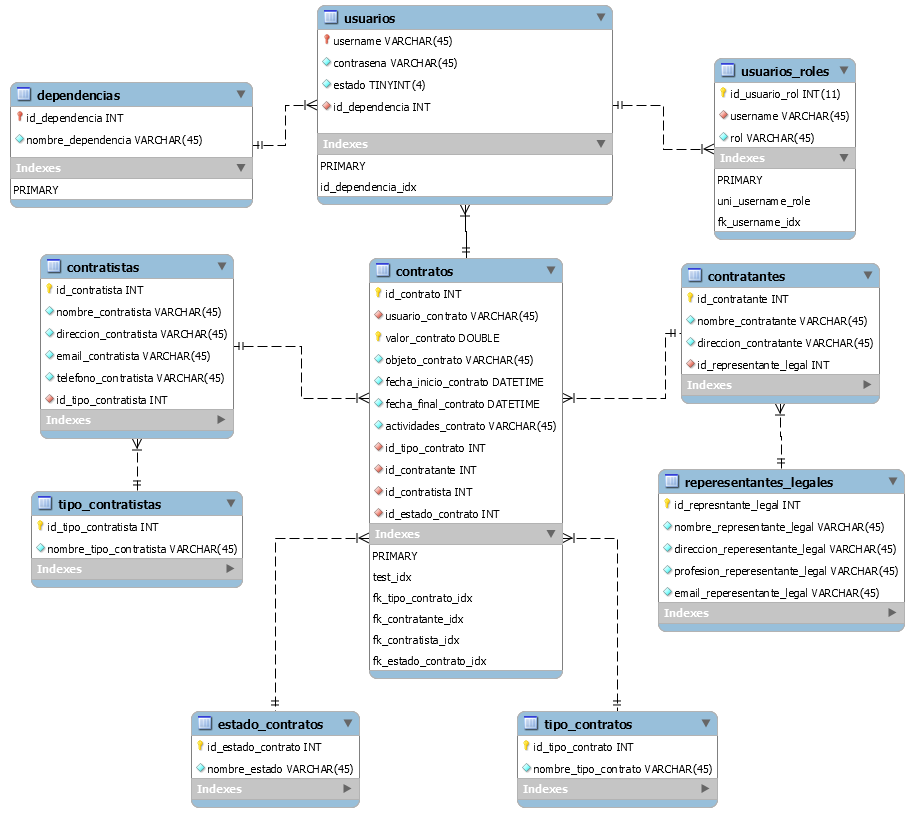 usuarios
username VARCHAR(45)
contrasena VARCHAR(45)
estado TINYINT(4)
id_dependencia INT
Indexes
PRIMARY
id_dependencia_idx
dependencias
id_dependencia INT
nombre_dependencia VARCHAR(45)
Indexes
PRIMARY
usuarios_roles
id_usuario_rol INT(11)
username VARCHAR(45)
rol VARCHAR(45)
Indexes
PRIMARY
uni_username_role
fk_username_idx
contratistas
id_contratista INT
nombre_contratista VARCHAR(45)
direccion_contratista VARCHAR(45)
email_contratista VARCHAR(45)
telefono_contratista VARCHAR(45)
id_tipo_contratista INT
Indexes
contratos
id_contrato INT
usuario_contrato VARCHAR(45)
valor_contrato DOUBLE
objeto_contrato VARCHAR(45)
fecha_inicio_contrato DATETIME
fecha_final_contrato DATETIME
actividades_contrato VARCHAR(45)
id_tipo_contrato INT
id_contratante INT
id_contratista INT
id_estado_contrato INT
Indexes
PRIMARY
test_idx
fk_tipo_contrato_idx
fk_contratante_idx
fk_contratista_idx
fk_estado_contrato_idx
contratantes
id_contratante INT
nombre_contratante VARCHAR(45)
direccion_contratante VARCHAR(45)
id_representante_legal INT
Indexes
tipo_contratistas
id_tipo_contratista INT
nombre_tipo_contratista VARCHAR(45)
Indexes
reperesentantes_legales
id_represntante_legal INT
nombre_representante_legal VARCHAR(45)
direccion_reperesentante_legal VARCHAR(45)
profesion_reperesentante_legal VARCHAR(45)
email_reperesentante_legal VARCHAR(45)
Indexes
estado_contratos
id_estado_contrato INT
nombre_estado VARCHAR(45)
Indexes
tipo_contratos
id_tipo_contrato INT
nombre_tipo_contrato VARCHAR(45)
Indexes